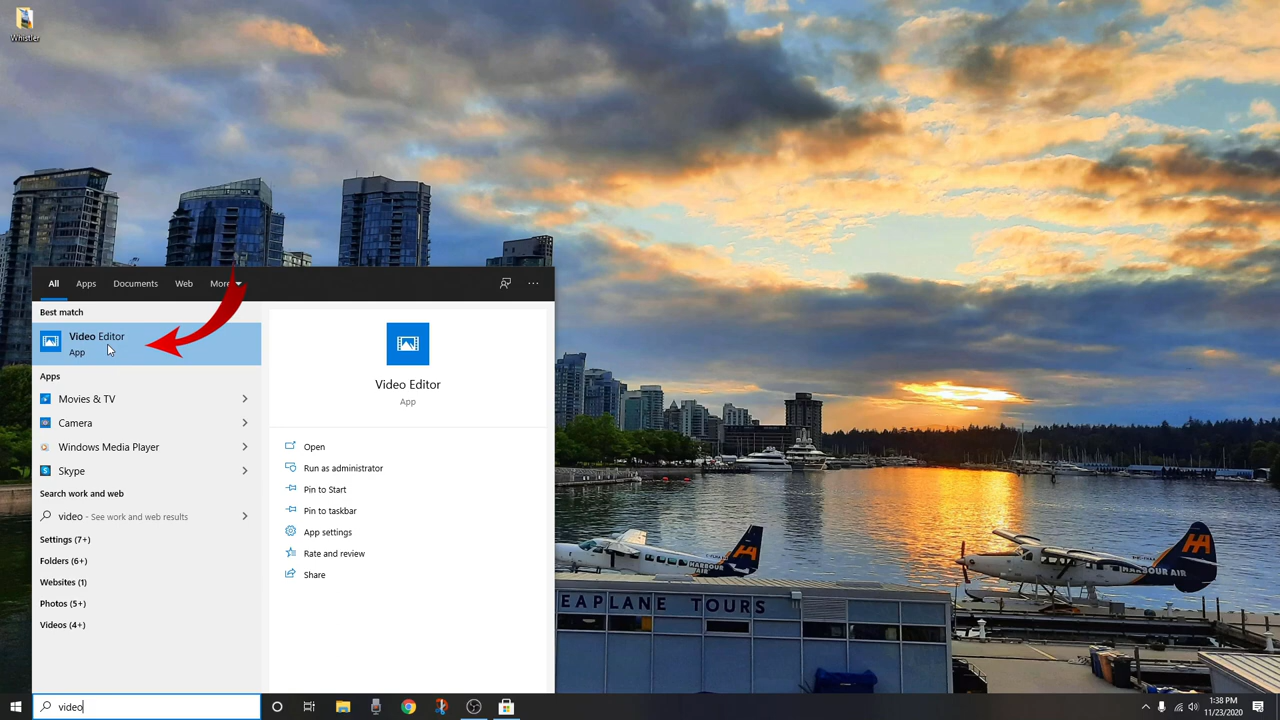 Whistler
All Apps Documents Web More
Best match
Video Editor
App
Apps
Movies & TV
Camera
Windows Media Player
Skype
Search work and web
video - See work and web results
Settings (7+)
Folders (6+)
Websites (1)
Photos (5+)
Videos (4+)
Video Editor
App
Open
Run as administrator
Pin to Start
Pin to taskbar
App settings
Rate and review
Share
HARBOUR
AIR
HARBOUR AIR
EAPLANE TOURS
video
1:38 PM
11/23/2020